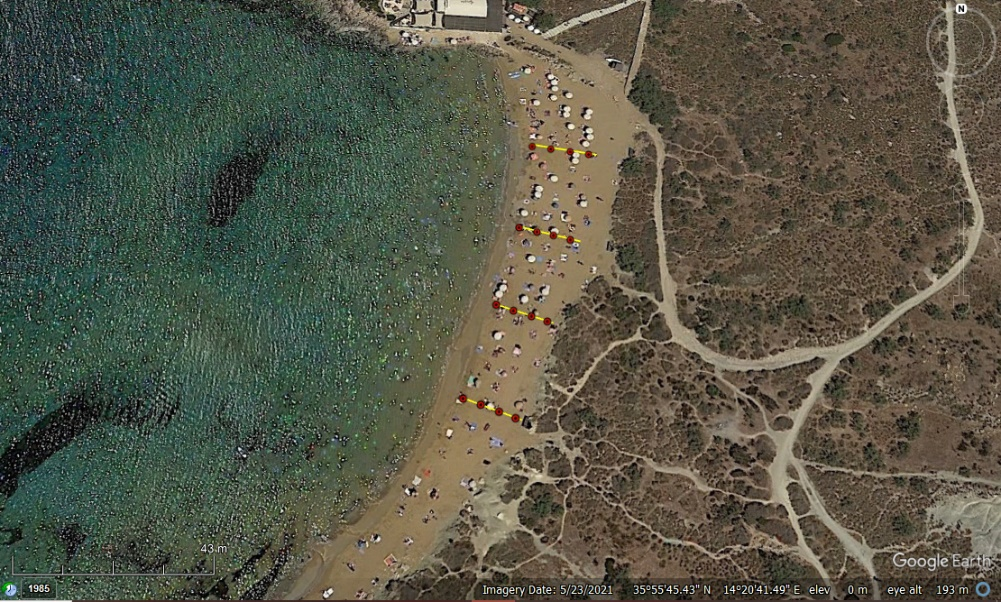 N
43 m
Google Earth
1985
Imagery Date: 5/23/2021 35°55'45.43" N 14°20'41.49" E elev 0 m eye alt 193 m